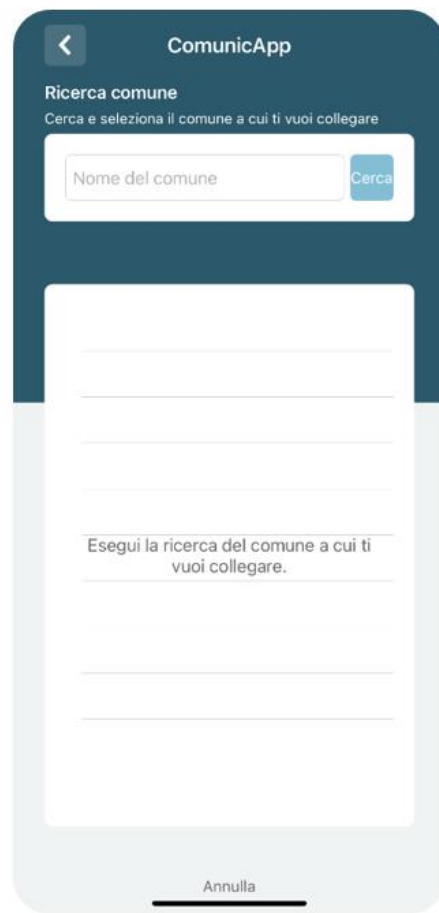 ComunicApp
Ricerca comune
Cerca e seleziona il comune a cui ti vuoi collegare
Nome del comune
Cerca
Esegui la ricerca del comune a cui ti
vuoi collegare.
Annulla